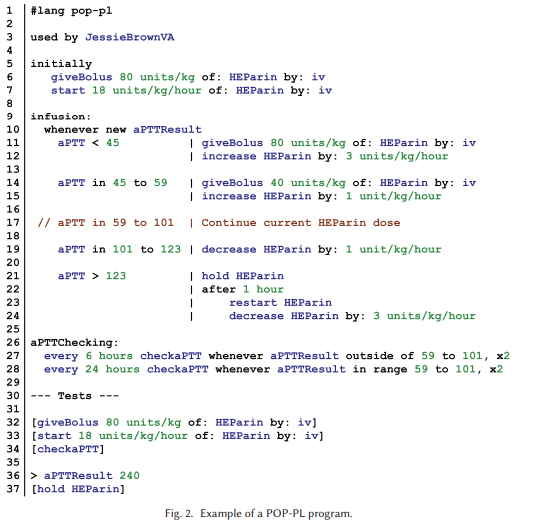 1 #lang pop-pl
2
3 used by JessieBrownVA
4
5 initially
6 giveBolus 80 units/kg of: HEParin by: iv
7 start 18 units/kg/hour of: HEParin by: iv
8
9 infusion:
10 whenever new aPTTResult
11 aPTT < 45 | giveBolus 80 units/kg of: HEParin by: iv
12 | increase HEParin by: 3 units/kg/hour
13
14 aPTT in 45 to 59 | giveBolus 40 units/kg of: HEParin by: iv
15 | increase HEParin by: 1 unit/kg/hour
16
17 // aPTT in 59 to 101 | Continue current HEParin dose
18
19 aPTT in 101 to 123 | decrease HEParin by: 1 unit/kg/hour
20
21 aPTT > 123 | hold HEParin
22 | after 1 hour
23 | restart HEParin
24 | decrease HEParin by: 3 units/kg/hour
25
26 aPTTChecking:
27 every 6 hours checkaPTT whenever aPTTResult outside of 59 to 101, x2
28 every 24 hours checkaPTT whenever aPTTResult in range 59 to 101, x2
29
30 --- Tests ---
31
32 [giveBolus 80 units/kg of: HEParin by: iv]
33 [start 18 units/kg/hour of: HEParin by: iv]
34 [checkaPTT]
35
36 > aPTTResult 240
37 [hold HEParin]
Fig. 2. Example of a POP-PL program.